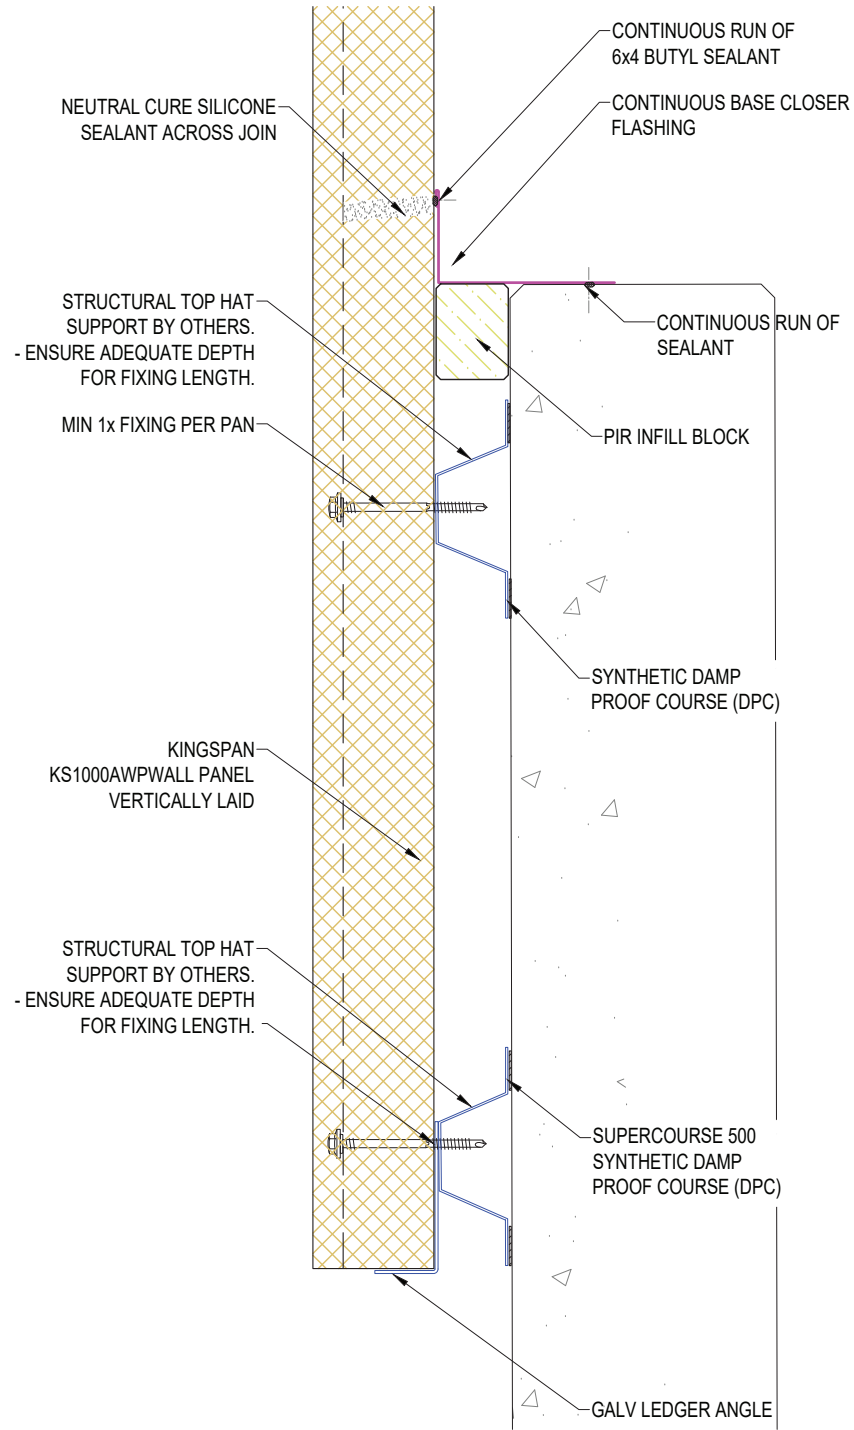 CONTINUOUS RUN OF
6x4 BUTYL SEALANT
NEUTRAL CURE SILICONE
SEALANT ACROSS JOIN
CONTINUOUS BASE CLOSER
FLASHING
STRUCTURAL TOP HAT
SUPPORT BY OTHERS.
- ENSURE ADEQUATE DEPTH
FOR FIXING LENGTH.
CONTINUOUS RUN OF
SEALANT
MIN 1x FIXING PER PAN
PIR INFILL BLOCK
SYNTHETIC DAMP
PROOF COURSE (DPC)
KINGSPAN
KS1000AWPWALL PANEL
VERTICALLY LAID
STRUCTURAL TOP HAT
SUPPORT BY OTHERS.
- ENSURE ADEQUATE DEPTH
FOR FIXING LENGTH.
SUPERCOURSE 500
SYNTHETIC DAMP
PROOF COURSE (DPC)
GALV LEDGER ANGLE